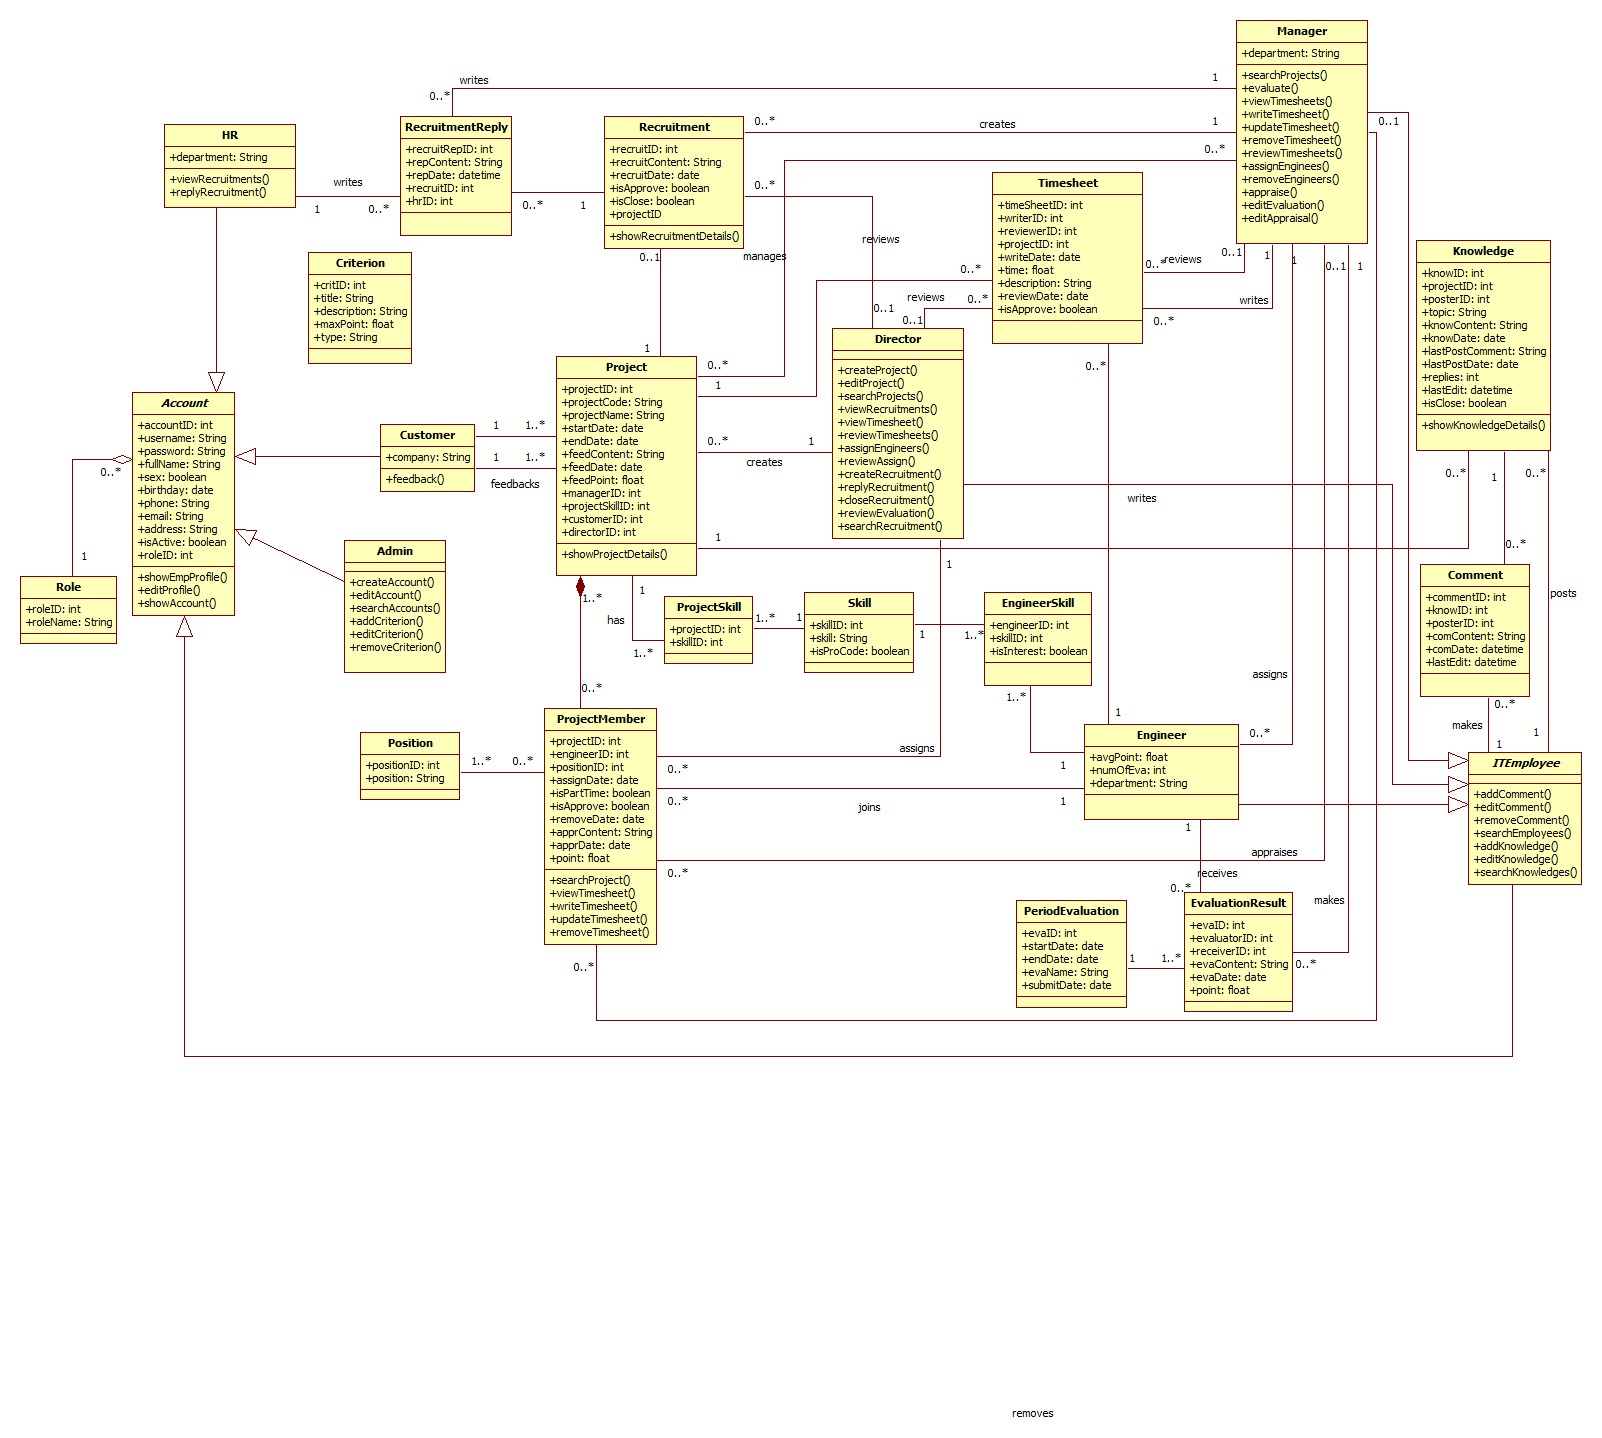 Manager
+department: String
+searchProjects()
+evaluate()
+viewTimesheets()
+writeTimesheet()
+updateTimesheet()
+removeTimesheet()
+reviewTimesheets()
+assignEnginees()
+removeEngineers()
+appraise()
+editEvaluation()
+editAppraisal()
writes
1
0..*
HR
+department: String
+viewRecruitments()
+replyRecruitment()
writes
1
0..*
RecruitmentReply
+recruitRepID: int
+repContent: String
+repDate: datetime
+recruitID: int
+hrID: int
0..*
1
Recruitment
+recruitID: int
+recruitContent: String
+recruitDate: date
+isApprove: boolean
+isClose: boolean
+projectID
+showRecruitmentDetails()
0..*
creates
1
0..*
0..*
reviews
manages
0..1
0..1
1
Timesheet
+timeSheetID: int
+writerID: int
+reviewerID: int
+projectID: int
+writeDate: date
+time: float
+description: String
+reviewDate: date
+isApprove: boolean
0..*
reviews
0..*
0..1
0..*
reviews
0..1
writes
0..*
1
1
0..1
1
0..1
0..*
Knowledge
+knowID: int
+projectID: int
+posterID: int
+topic: String
+knowContent: String
+knowDate: date
+lastPostComment: String
+lastPostDate: date
+replies: int
+lastEdit: datetime
+isClose: boolean
+showKnowledgeDetails()
0..*
1
0..*
0..*
Criterion
+critID: int
+title: String
+description: String
+maxPoint: float
+type: String
Account
+accountID: int
+username: String
+password: String
+fullName: String
+sex: boolean
+birthday: date
+phone: String
+email: String
+address: String
+isActive: boolean
+roleID: int
+showEmpProfile()
+editProfile()
+showAccount()
0..*
1
Role
+roleID: int
+roleName: String
Customer
+company: String
+feedback()
1
1..*
1
1..*
feedbacks
Admin
+createAccount()
+editAccount()
+searchAccounts()
+addCriterion()
+editCriterion()
+removeCriterion()
Project
+projectID: int
+projectCode: String
+projectName: String
+startDate: date
+endDate: date
+feedContent: String
+feedDate: date
+feedPoint: float
+managerID: int
+projectSkillID: int
+customerID: int
+directorID: int
+showProjectDetails()
0..*
1
0..*
1
creates
1
Director
+createProject()
+editProject()
+searchProjects()
+viewRecruitments()
+viewTimesheet()
+reviewTimesheets()
+assignEngineers()
+reviewAssign()
+createRecruitment()
+replyRecruitment()
+closeRecruitment()
+reviewEvaluation()
+searchRecruitment()
writes
1
1..*
1
has
1..*
0..*
ProjectSkill
+projectID: int
+skillID: int
1..*
1
Skill
+skillID: int
+skill: String
+isProCode: boolean
1
1..*
EngineerSkill
+engineerID: int
+skillID: int
+isInterest: boolean
1..*
1
Comment
+commentID: int
+knowID: int
+posterID: int
+comContent: String
+comDate: datetime
+lastEdit: datetime
0..*
makes
1
posts
1
Position
+positionID: int
+position: String
1..*
0..*
ProjectMember
+projectID: int
+engineerID: int
+positionID: int
+assignDate: date
+isPartTime: boolean
+isApprove: boolean
+removeDate: date
+apprContent: String
+apprDate: date
+point: float
+searchProject()
+viewTimesheet()
+writeTimesheet()
+updateTimesheet()
+removeTimesheet()
0..*
assigns
0..*
joins
1
0..*
appraises
0..*
Engineer
+avgPoint: float
+numOfEva: int
+department: String
1
assigns
0..*
1
receives
0..*
ITEmployee
+addComment()
+editComment()
+removeComment()
+searchEmployees()
+addKnowledge()
+editKnowledge()
+searchKnowledges()
PeriodEvaluation
+evaID: int
+startDate: date
+endDate: date
+evaName: String
+submitDate: date
1
1..*
EvaluationResult
+evaID: int
+evaluatorID: int
+receiverID: int
+evaContent: String
+evaDate: date
+point: float
makes
0..*
removes